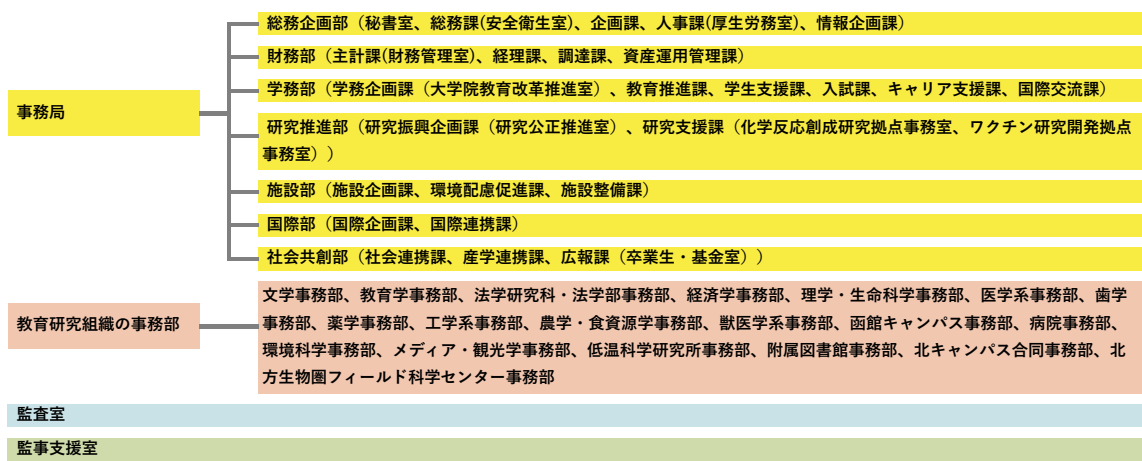 総務企画部（秘書室、総務課(安全衛生室)、企画課、人事課(厚生労務室)、情報企画課）
財務部（主計課(財務管理室)、経理課、調達課、資産運用管理課）
学務部（学務企画課（大学院教育改革推進室）、教育推進課、学生支援課、入試課、キャリア支援課、国際交流課）
事務局
研究推進部（研究振興企画課（研究公正推進室）、研究支援課（化学反応創成研究拠点事務室、ワクチン研究開発拠点
事務室））
施設部（施設企画課、環境配慮促進課、施設整備課）
国際部（国際企画課、国際連携課）
社会共創部（社会連携課、産学連携課、広報課（卒業生・基金室））
教育研究組織の事務部
文学事務部、教育学事務部、法学研究科・法学部事務部、経済学事務部、理学・生命科学事務部、医学系事務部、歯学
事務部、薬学事務部、工学系事務部、農学・食資源学事務部、獣医学系事務部、函館キャンパス事務部、病院事務部、
環境科学事務部、メディア・観光学事務部、低温科学研究所事務部、附属図書館事務部、北キャンパス合同事務部、北
方生物圏フィールド科学センター事務部
監査室
監事支援室